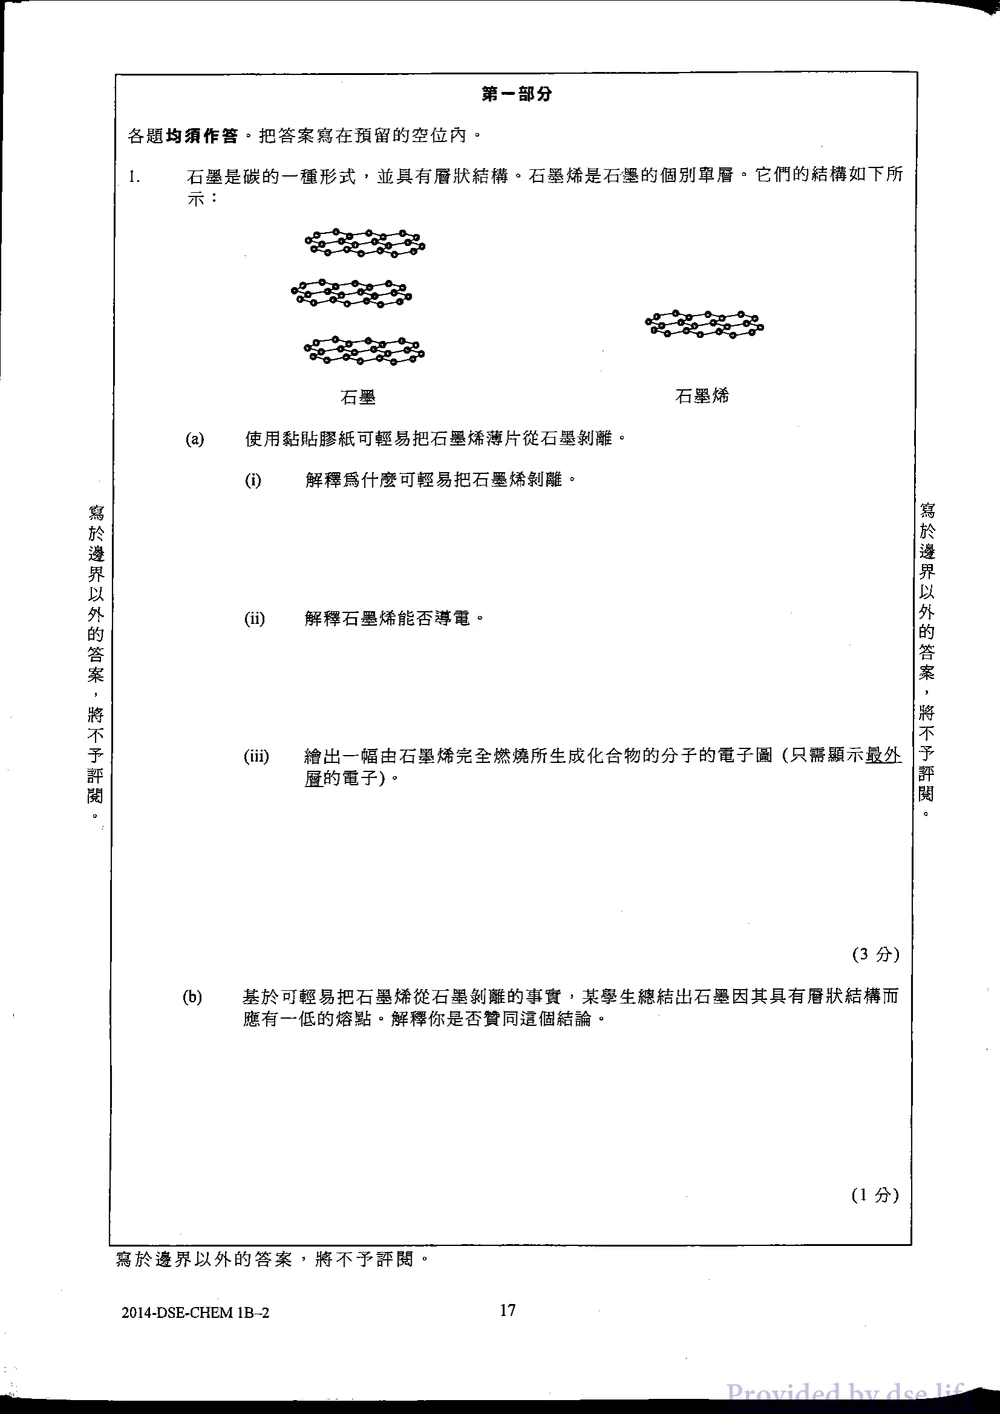 第一部分
各題均須作答。把答案寫在預留的空位內。
1. 石墨是碳的一種形式，並具有層狀結構。石墨烯是石墨的個別單層。它們的結構如下所
示：
石墨 石墨烯
(a) 使用黏貼膠紙可輕易把石墨烯薄片從石墨剝離。
(i) 解釋爲什麼可輕易把石墨烯剝離。
(ii) 解釋石墨烯能否導電。
(iii) 繪出一幅由石墨烯完全燃燒所生成化合物的分子的電子圖 (只需顯示最外
層的電子)。
(3 分)
(b) 基於可輕易把石墨烯從石墨剝離的事實，某學生總結出石墨因其具有層狀結構而
應有一低的熔點。解釋你是否贊同這個結論。
(1 分)
寫於邊界以外的答案，將不予評閱。
寫於邊界以外的答案，將不予評閱。
寫於邊界以外的答案，將不予評閱。
2014-DSE-CHEM 1B–2 17
Provided by dse.life